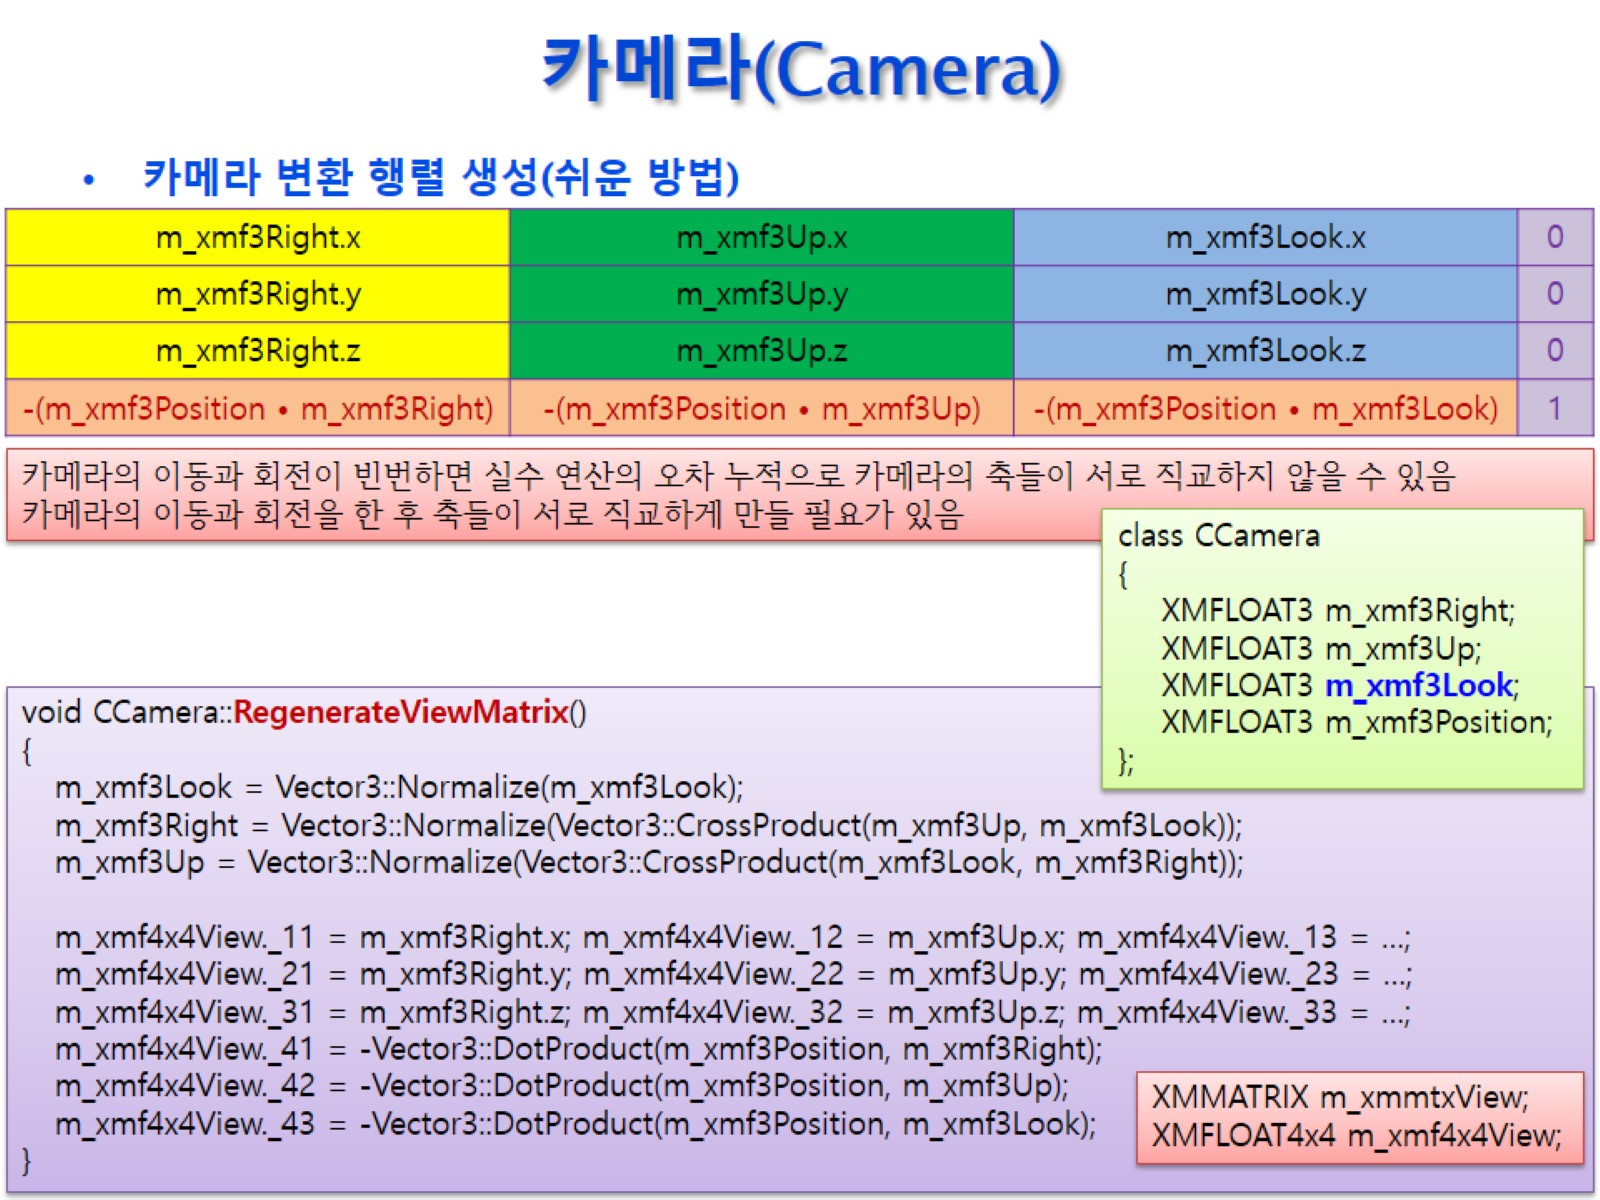 카메라(Camera)
• 카메라 변환 행렬 생성(쉬운 방법)
m_xmf3Right.x m_xmf3Up.x m_xmf3Look.x 0
m_xmf3Right.y m_xmf3Up.y m_xmf3Look.y 0
m_xmf3Right.z m_xmf3Up.z m_xmf3Look.z 0
-(m_xmf3Position • m_xmf3Right) -(m_xmf3Position • m_xmf3Up) -(m_xmf3Position • m_xmf3Look) 1
카메라의 이동과 회전이 빈번하면 실수 연산의 오차 누적으로 카메라의 축들이 서로 직교하지 않을 수 있음
카메라의 이동과 회전을 한 후 축들이 서로 직교하게 만들 필요가 있음
class CCamera
{
XMFLOAT3 m_xmf3Right;
XMFLOAT3 m_xmf3Up;
XMFLOAT3 m_xmf3Look;
XMFLOAT3 m_xmf3Position;
};
void CCamera::RegenerateViewMatrix()
{
m_xmf3Look = Vector3::Normalize(m_xmf3Look);
m_xmf3Right = Vector3::Normalize(Vector3::CrossProduct(m_xmf3Up, m_xmf3Look));
m_xmf3Up = Vector3::Normalize(Vector3::CrossProduct(m_xmf3Look, m_xmf3Right));
m_xmf4x4View._11 = m_xmf3Right.x; m_xmf4x4View._12 = m_xmf3Up.x; m_xmf4x4View._13 = ...;
m_xmf4x4View._21 = m_xmf3Right.y; m_xmf4x4View._22 = m_xmf3Up.y; m_xmf4x4View._23 = ...;
m_xmf4x4View._31 = m_xmf3Right.z; m_xmf4x4View._32 = m_xmf3Up.z; m_xmf4x4View._33 = ...;
m_xmf4x4View._41 = -Vector3::DotProduct(m_xmf3Position, m_xmf3Right);
m_xmf4x4View._42 = -Vector3::DotProduct(m_xmf3Position, m_xmf3Up);
m_xmf4x4View._43 = -Vector3::DotProduct(m_xmf3Position, m_xmf3Look);
}
XMMATRIX m_xmmtxView;
XMFLOAT4x4 m_xmf4x4View;